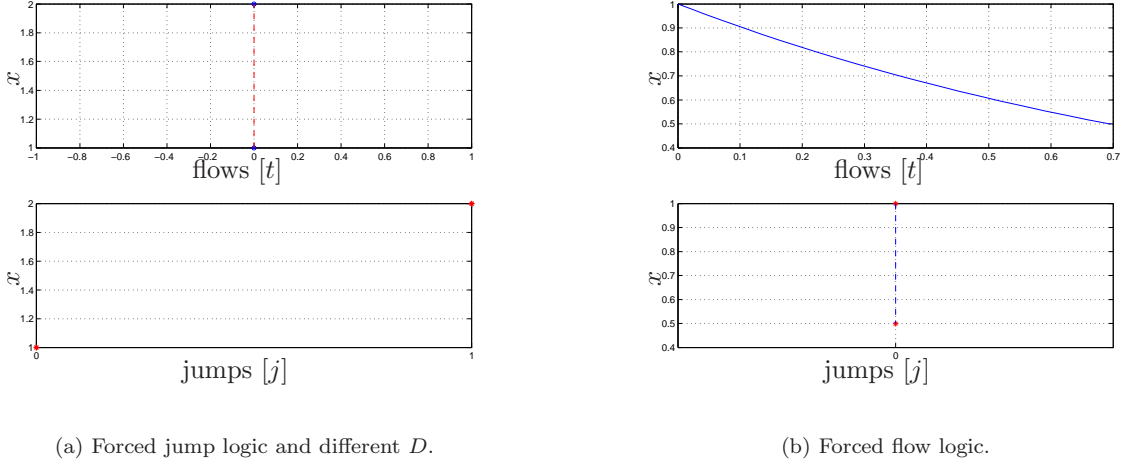 2
1.8
1.6
1.4
1.2
1
x
−1 −0.8 −0.6 −0.4 −0.2 0 0.2 0.4 0.6 0.8 1
flows [t]
2
1.8
1.6
1.4
1.2
1
x
0 1
jumps [j]
(a) Forced jump logic and different D.
1
0.9
0.8
0.7
0.6
0.5
0.4
x
0 0.1 0.2 0.3 0.4 0.5 0.6 0.7
flows [t]
1
0.9
0.8
0.7
0.6
0.5
0.4
x
0
jumps [j]
(b) Forced flow logic.